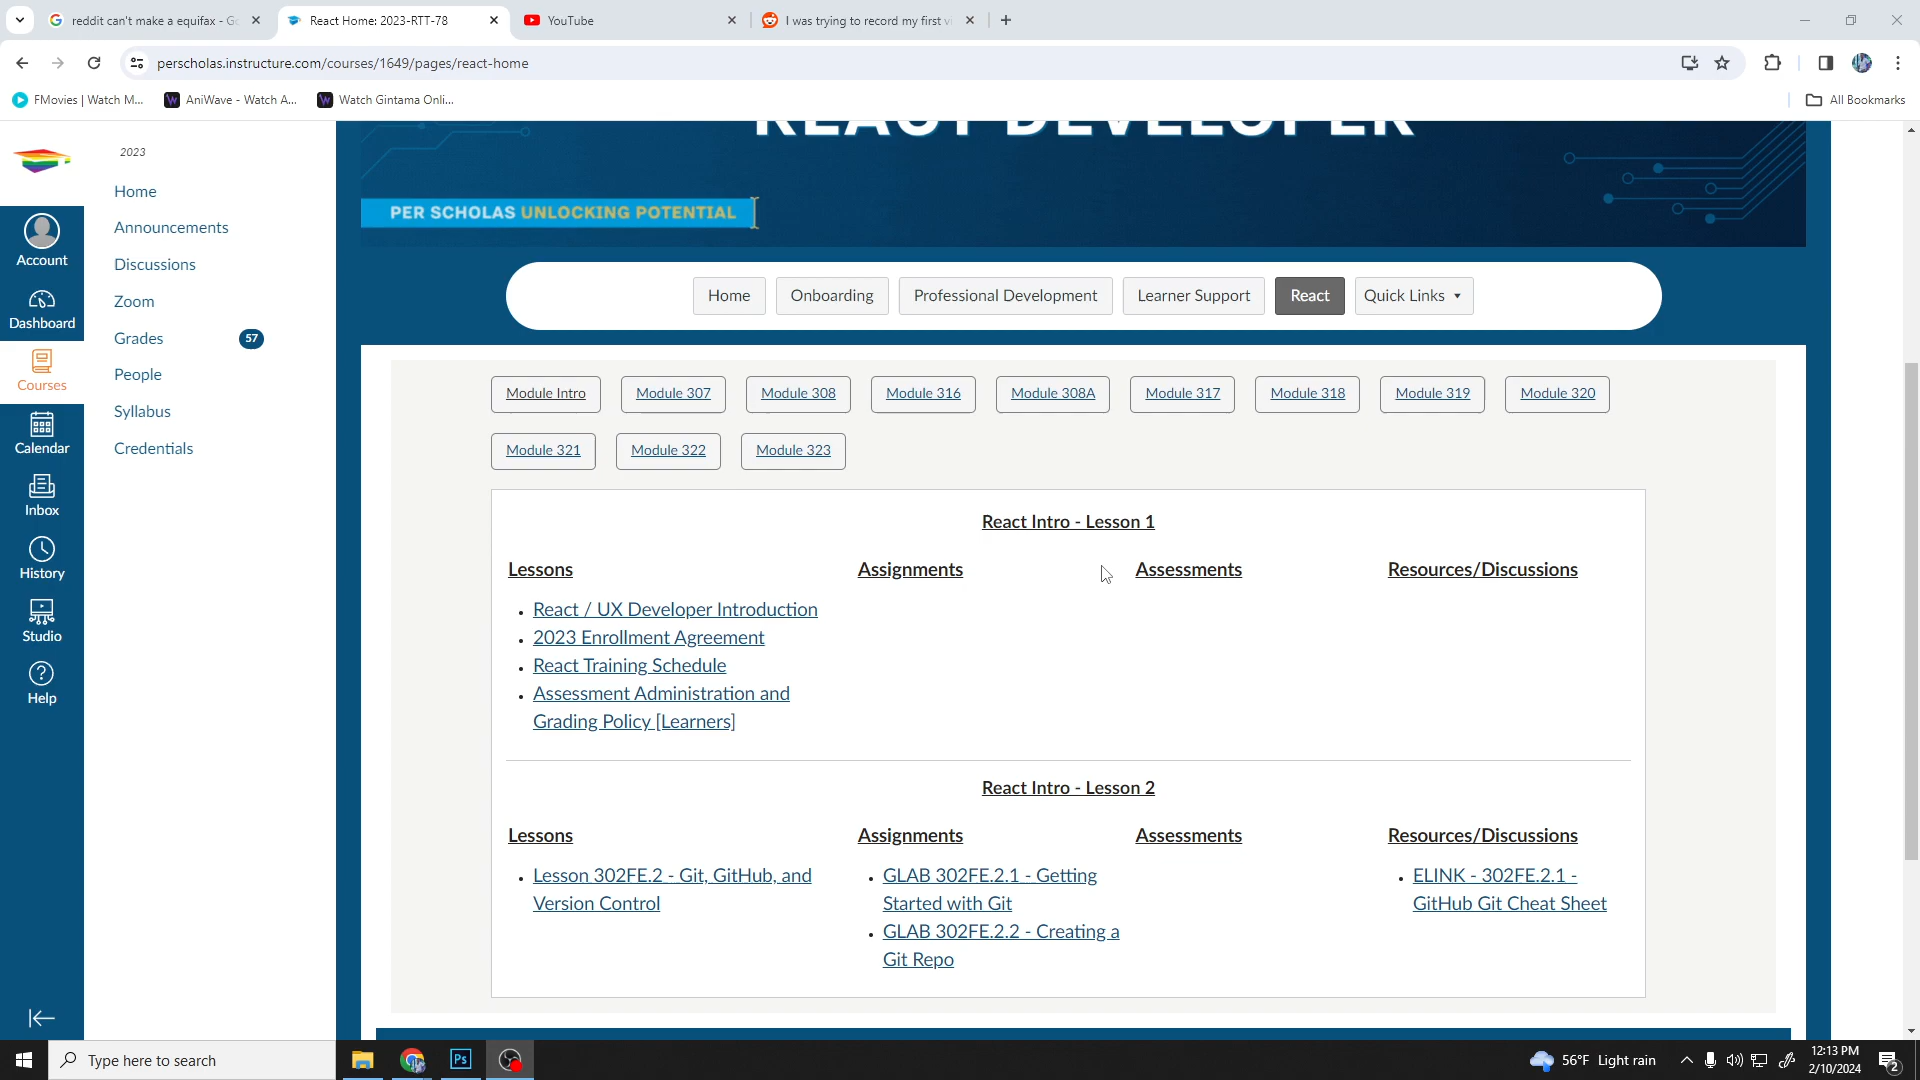 reddit can't make a equifax - Go
React Home: 2023-RTT-78
YouTube
I was trying to record my first v
perscholas.instructure.com/courses/1649/pages/react-home
FMovies | Watch M...
AniWave - Watch A...
Watch Gintama Onli...
All Bookmarks
REACT DEVELOPER
PER SCHOLAS UNLOCKING POTENTIAL
2023
Home
Announcements
Discussions
Zoom
Grades
57
People
Syllabus
Credentials
Account
Dashboard
Courses
Calendar
Inbox
History
Studio
Help
Home
Onboarding
Professional Development
Learner Support
React
Quick Links
Module Intro
Module 307
Module 308
Module 316
Module 308A
Module 317
Module 318
Module 319
Module 320
Module 321
Module 322
Module 323
React Intro - Lesson 1
Lessons
Assignments
Assessments
Resources/Discussions
React / UX Developer Introduction
2023 Enrollment Agreement
React Training Schedule
Assessment Administration and
Grading Policy [Learners]
React Intro - Lesson 2
Lessons
Assignments
Assessments
Resources/Discussions
Lesson 302FE.2 - Git, GitHub, and
Version Control
GLAB 302FE.2.1 - Getting
Started with Git
GLAB 302FE.2.2 - Creating a
Git Repo
ELINK - 302FE.2.1 -
GitHub Git Cheat Sheet
Type here to search
Ps
56°F Light rain
12:13 PM
2/10/2024
2